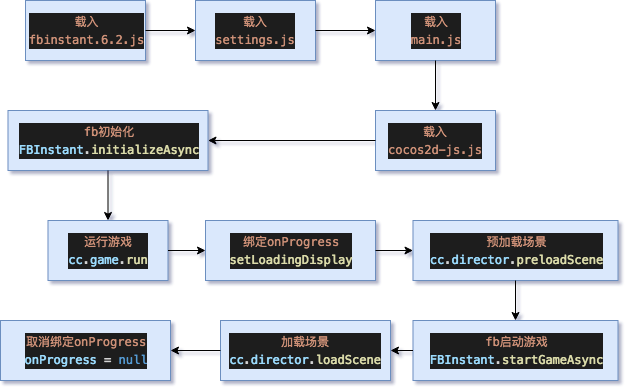 载入
fbinstant.6.2.js
载入
settings.js
载入
main.js
载入
cocos2d-js.js
fb初始化
FBInstant.initializeAsync
运行游戏
cc.game.run
绑定onProgress
setLoadingDisplay
预加载场景
cc.director.preloadScene
fb启动游戏
FBInstant.startGameAsync
加载场景
cc.director.loadScene
取消绑定onProgress
onProgress = null